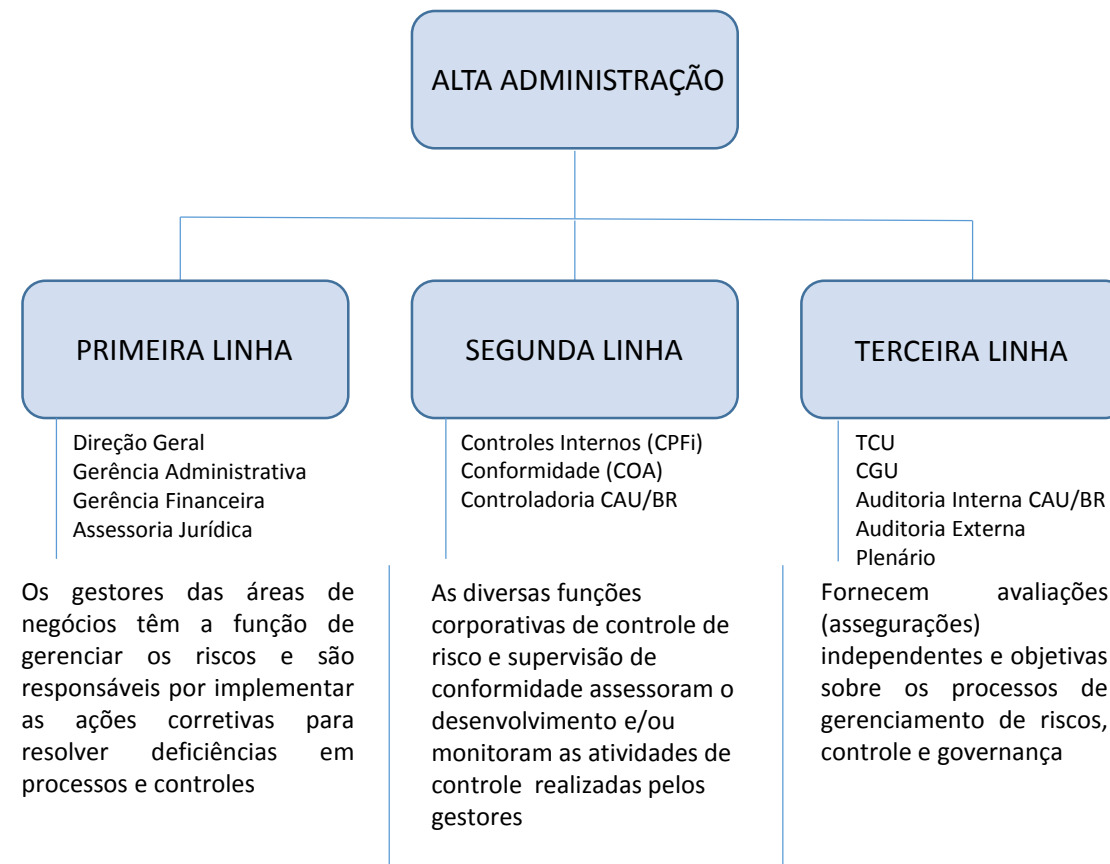 ALTA ADMINISTRAÇÃO
PRIMEIRA LINHA
Direção Geral
Gerência Administrativa
Gerência Financeira
Assessoria Jurídica
Os gestores das áreas de
negócios têm a função de
gerenciar os riscos e são
responsáveis por implementar
as ações corretivas para
resolver deficiências em
processos e controles
SEGUNDA LINHA
Controles Internos (CPFi)
Conformidade (COA)
Controladoria CAU/BR
As diversas funções
corporativas de controle de
risco e supervisão de
conformidade assessoram o
desenvolvimento e/ou
monitoram as atividades de
controle realizadas pelos
gestores
TERCEIRA LINHA
TCU
CGU
Auditoria Interna CAU/BR
Auditoria Externa
Plenário
Fornecem avaliações
(assegurações)
independentes e objetivas
sobre os processos de
gerenciamento de riscos,
controle e governança